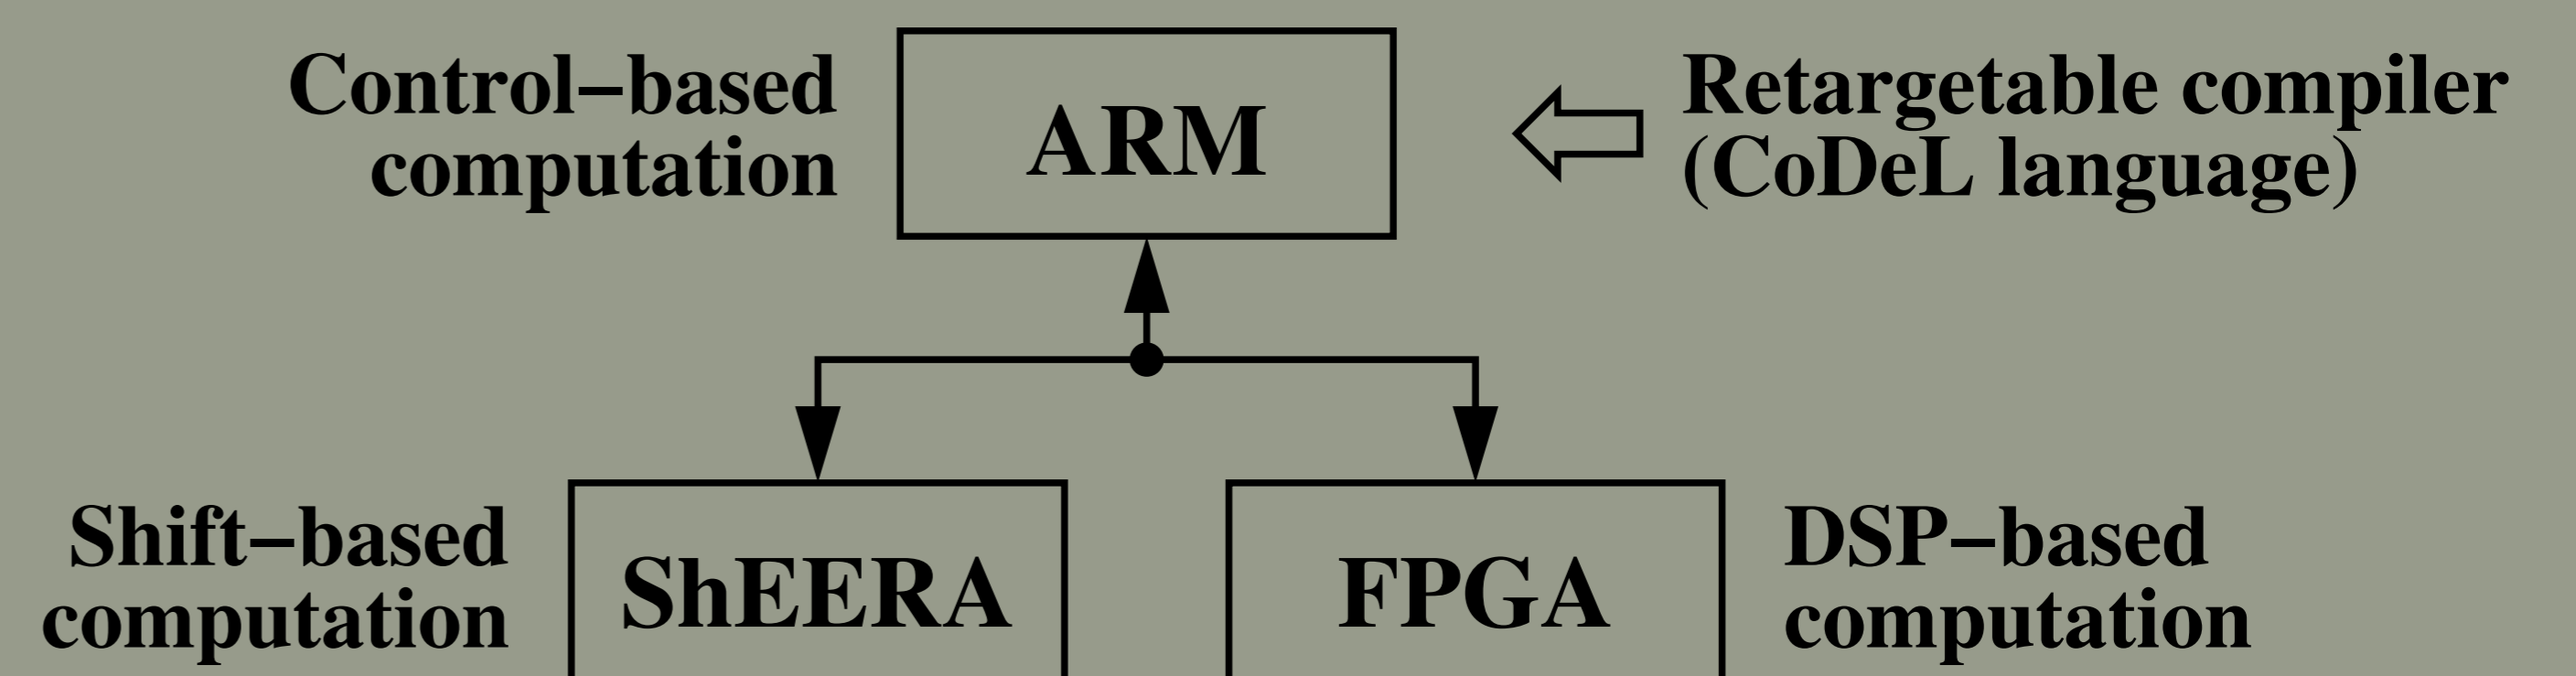 Control–based
computation
ARM
Retargetable compiler
(CoDeL language)
Shift–based
computation
ShEERA
FPGA
DSP–based
computation